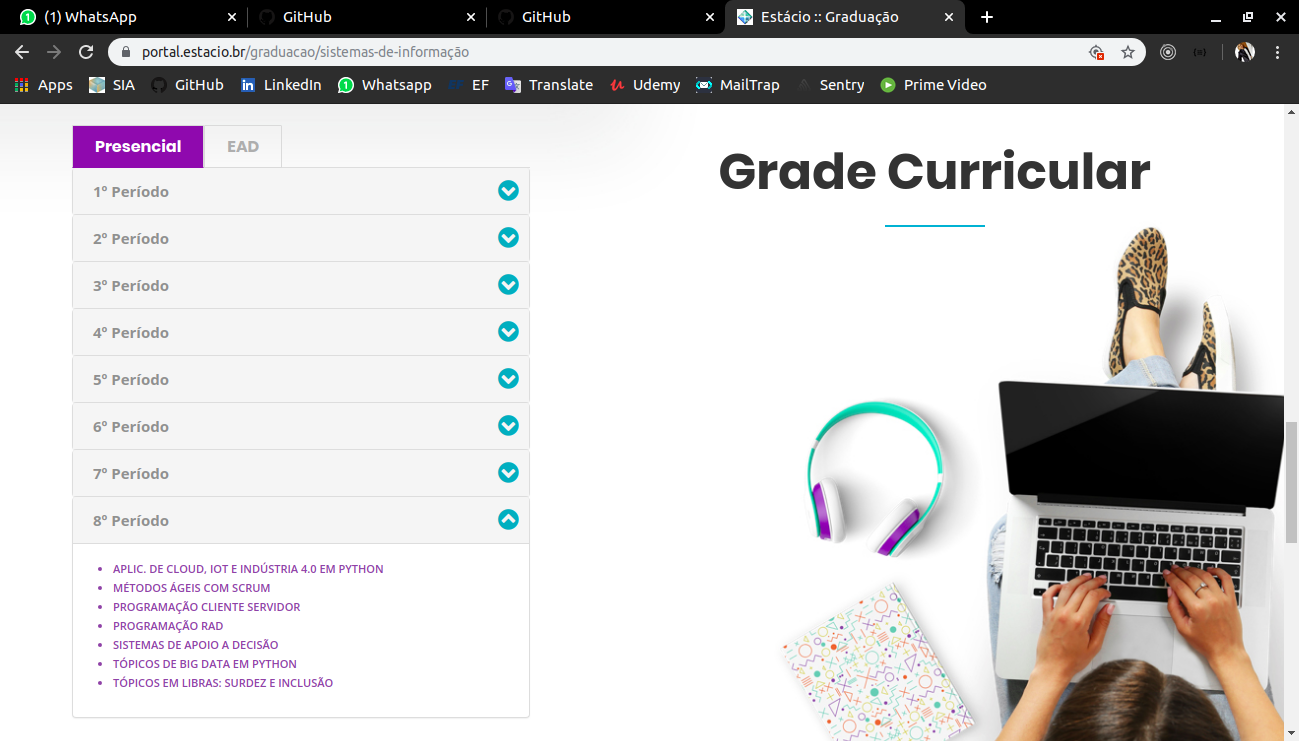 (1) WhatsApp
GitHub
GitHub
Estácio :: Graduação
portal.estacio.br/graduacao/sistemas-de-informação
Apps
SIA
GitHub
LinkedIn
Whatsapp
EF
Translate
Udemy
MailTrap
Sentry
Prime Video
Presencial
EAD
1º Período
2º Período
3º Período
4º Período
5º Período
6º Período
7º Período
8º Período
APLIC. DE CLOUD, IOT E INDÚSTRIA 4.0 EM PYTHON
MÉTODOS ÁGEIS COM SCRUM
PROGRAMAÇÃO CLIENTE SERVIDOR
PROGRAMAÇÃO RAD
SISTEMAS DE APOIO A DECISÃO
TÓPICOS DE BIG DATA EM PYTHON
TÓPICOS EM LIBRAS: SURDEZ E INCLUSÃO
Grade Curricular